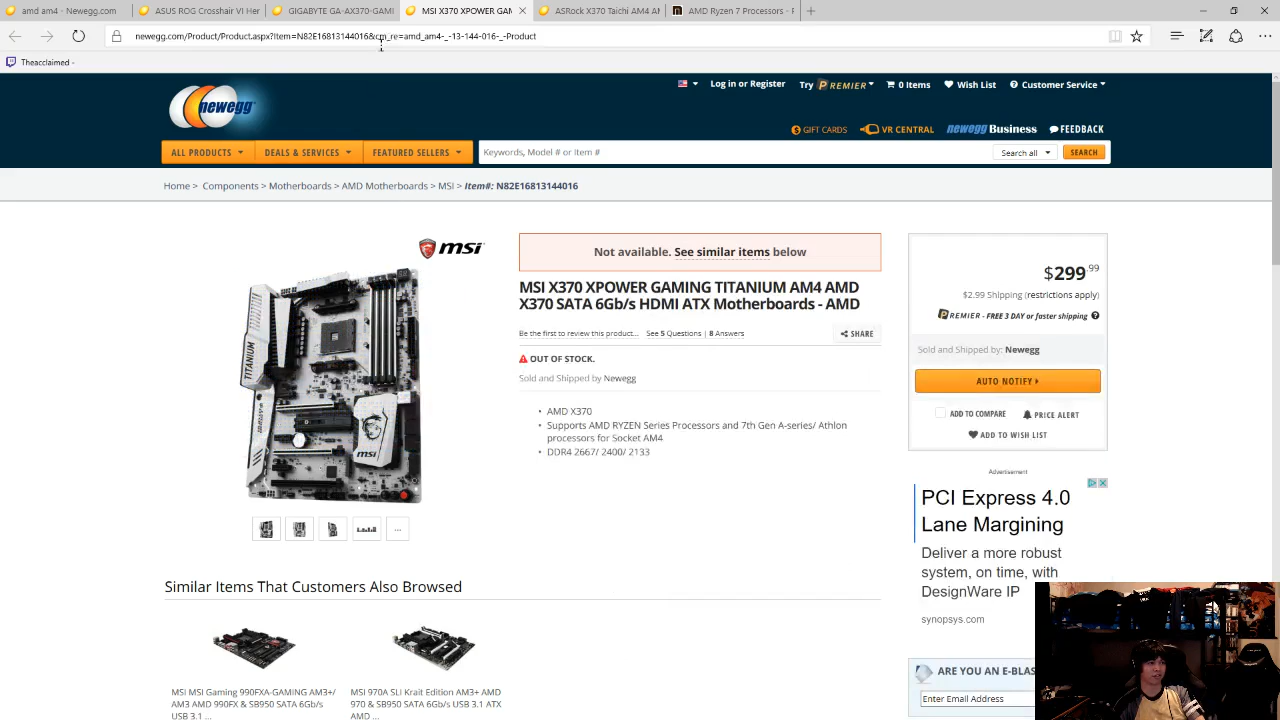 amd am4 - Newegg.com
ASUS ROG Crosshair VI Her
GIGABYTE GA-AX370-GAMI
MSI X370 XPOWER GAN
ASRock X370 Taichi AM4 AM
AMD Ryzen 7 Processors - F
newegg.com/Product/Product.aspx?Item=N82E16813144016&cm_re=amd_am4-_-13-144-016-_-Product
Theacclaimed -
newegg
Log in or Register
Try PREMIER
0 Items
Wish List
Customer Service
GIFT CARDS
VR CENTRAL
newegg Business
FEEDBACK
ALL PRODUCTS
DEALS & SERVICES
FEATURED SELLERS
Keywords, Model # or Item #
Search all
SEARCH
Home > Components > Motherboards > AMD Motherboards > MSI > Item#: N82E16813144016
msi
Not available. See similar items below
MSI X370 XPOWER GAMING TITANIUM AM4 AMD
X370 SATA 6Gb/s HDMI ATX Motherboards - AMD
Be the first to review this product... See 5 Questions | 8 Answers
SHARE
OUT OF STOCK.
Sold and Shipped by Newegg
• AMD X370
• Supports AMD RYZEN Series Processors and 7th Gen A-series/ Athlon
processors for Socket AM4
• DDR4 2667/ 2400/ 2133
TITANIUM
msi
...
$299.99
$2.99 Shipping (restrictions apply)
PREMIER - FREE 3 DAY or faster shipping
Sold and Shipped by: Newegg
AUTO NOTIFY
ADD TO COMPARE
PRICE ALERT
ADD TO WISH LIST
Advertisement
PCI Express 4.0
Lane Margining
Deliver a more robust
system, on time, with
DesignWare IP
synopsys.com
ARE YOU AN E-BLAS
Enter Email Address
Similar Items That Customers Also Browsed
MSI MSI Gaming 990FXA-GAMING AM3+/
AM3 AMD 990FX & SB950 SATA 6Gb/s
USB 3.1 ...
MSI 970A SLI Krait Edition AM3+ AMD
970 & SB950 SATA 6Gb/s USB 3.1 ATX
AMD ...